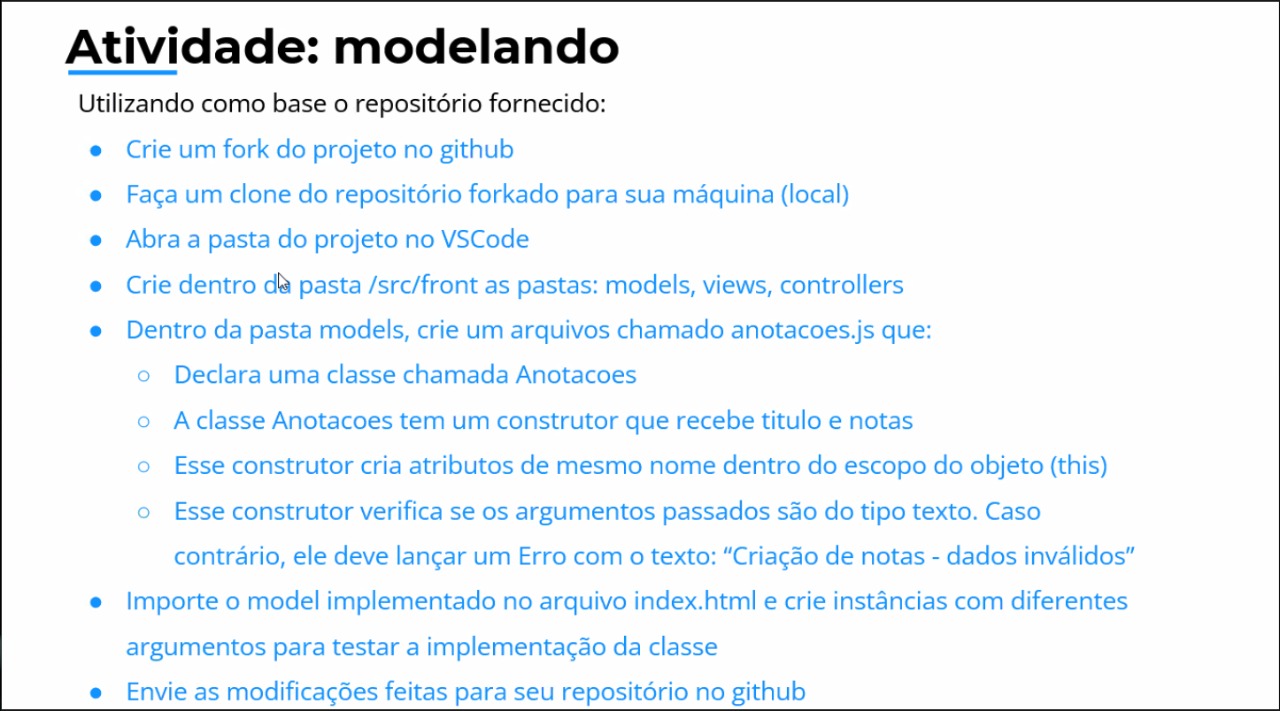 Atividade: modelando
Utilizando como base o repositório fornecido:
● Crie um fork do projeto no github
● Faça um clone do repositório forkado para sua máquina (local)
● Abra a pasta do projeto no VSCode
● Crie dentro da pasta /src/front as pastas: models, views, controllers
● Dentro da pasta models, crie um arquivos chamado anotacoes.js que:
○ Declara uma classe chamada Anotacoes
○ A classe Anotacoes tem um construtor que recebe titulo e notas
○ Esse construtor cria atributos de mesmo nome dentro do escopo do objeto (this)
○ Esse construtor verifica se os argumentos passados são do tipo texto. Caso
contrário, ele deve lançar um Erro com o texto: “Criação de notas - dados inválidos”
● Importe o model implementado no arquivo index.html e crie instâncias com diferentes
argumentos para testar a implementação da classe
● Envie as modificações feitas para seu repositório no github